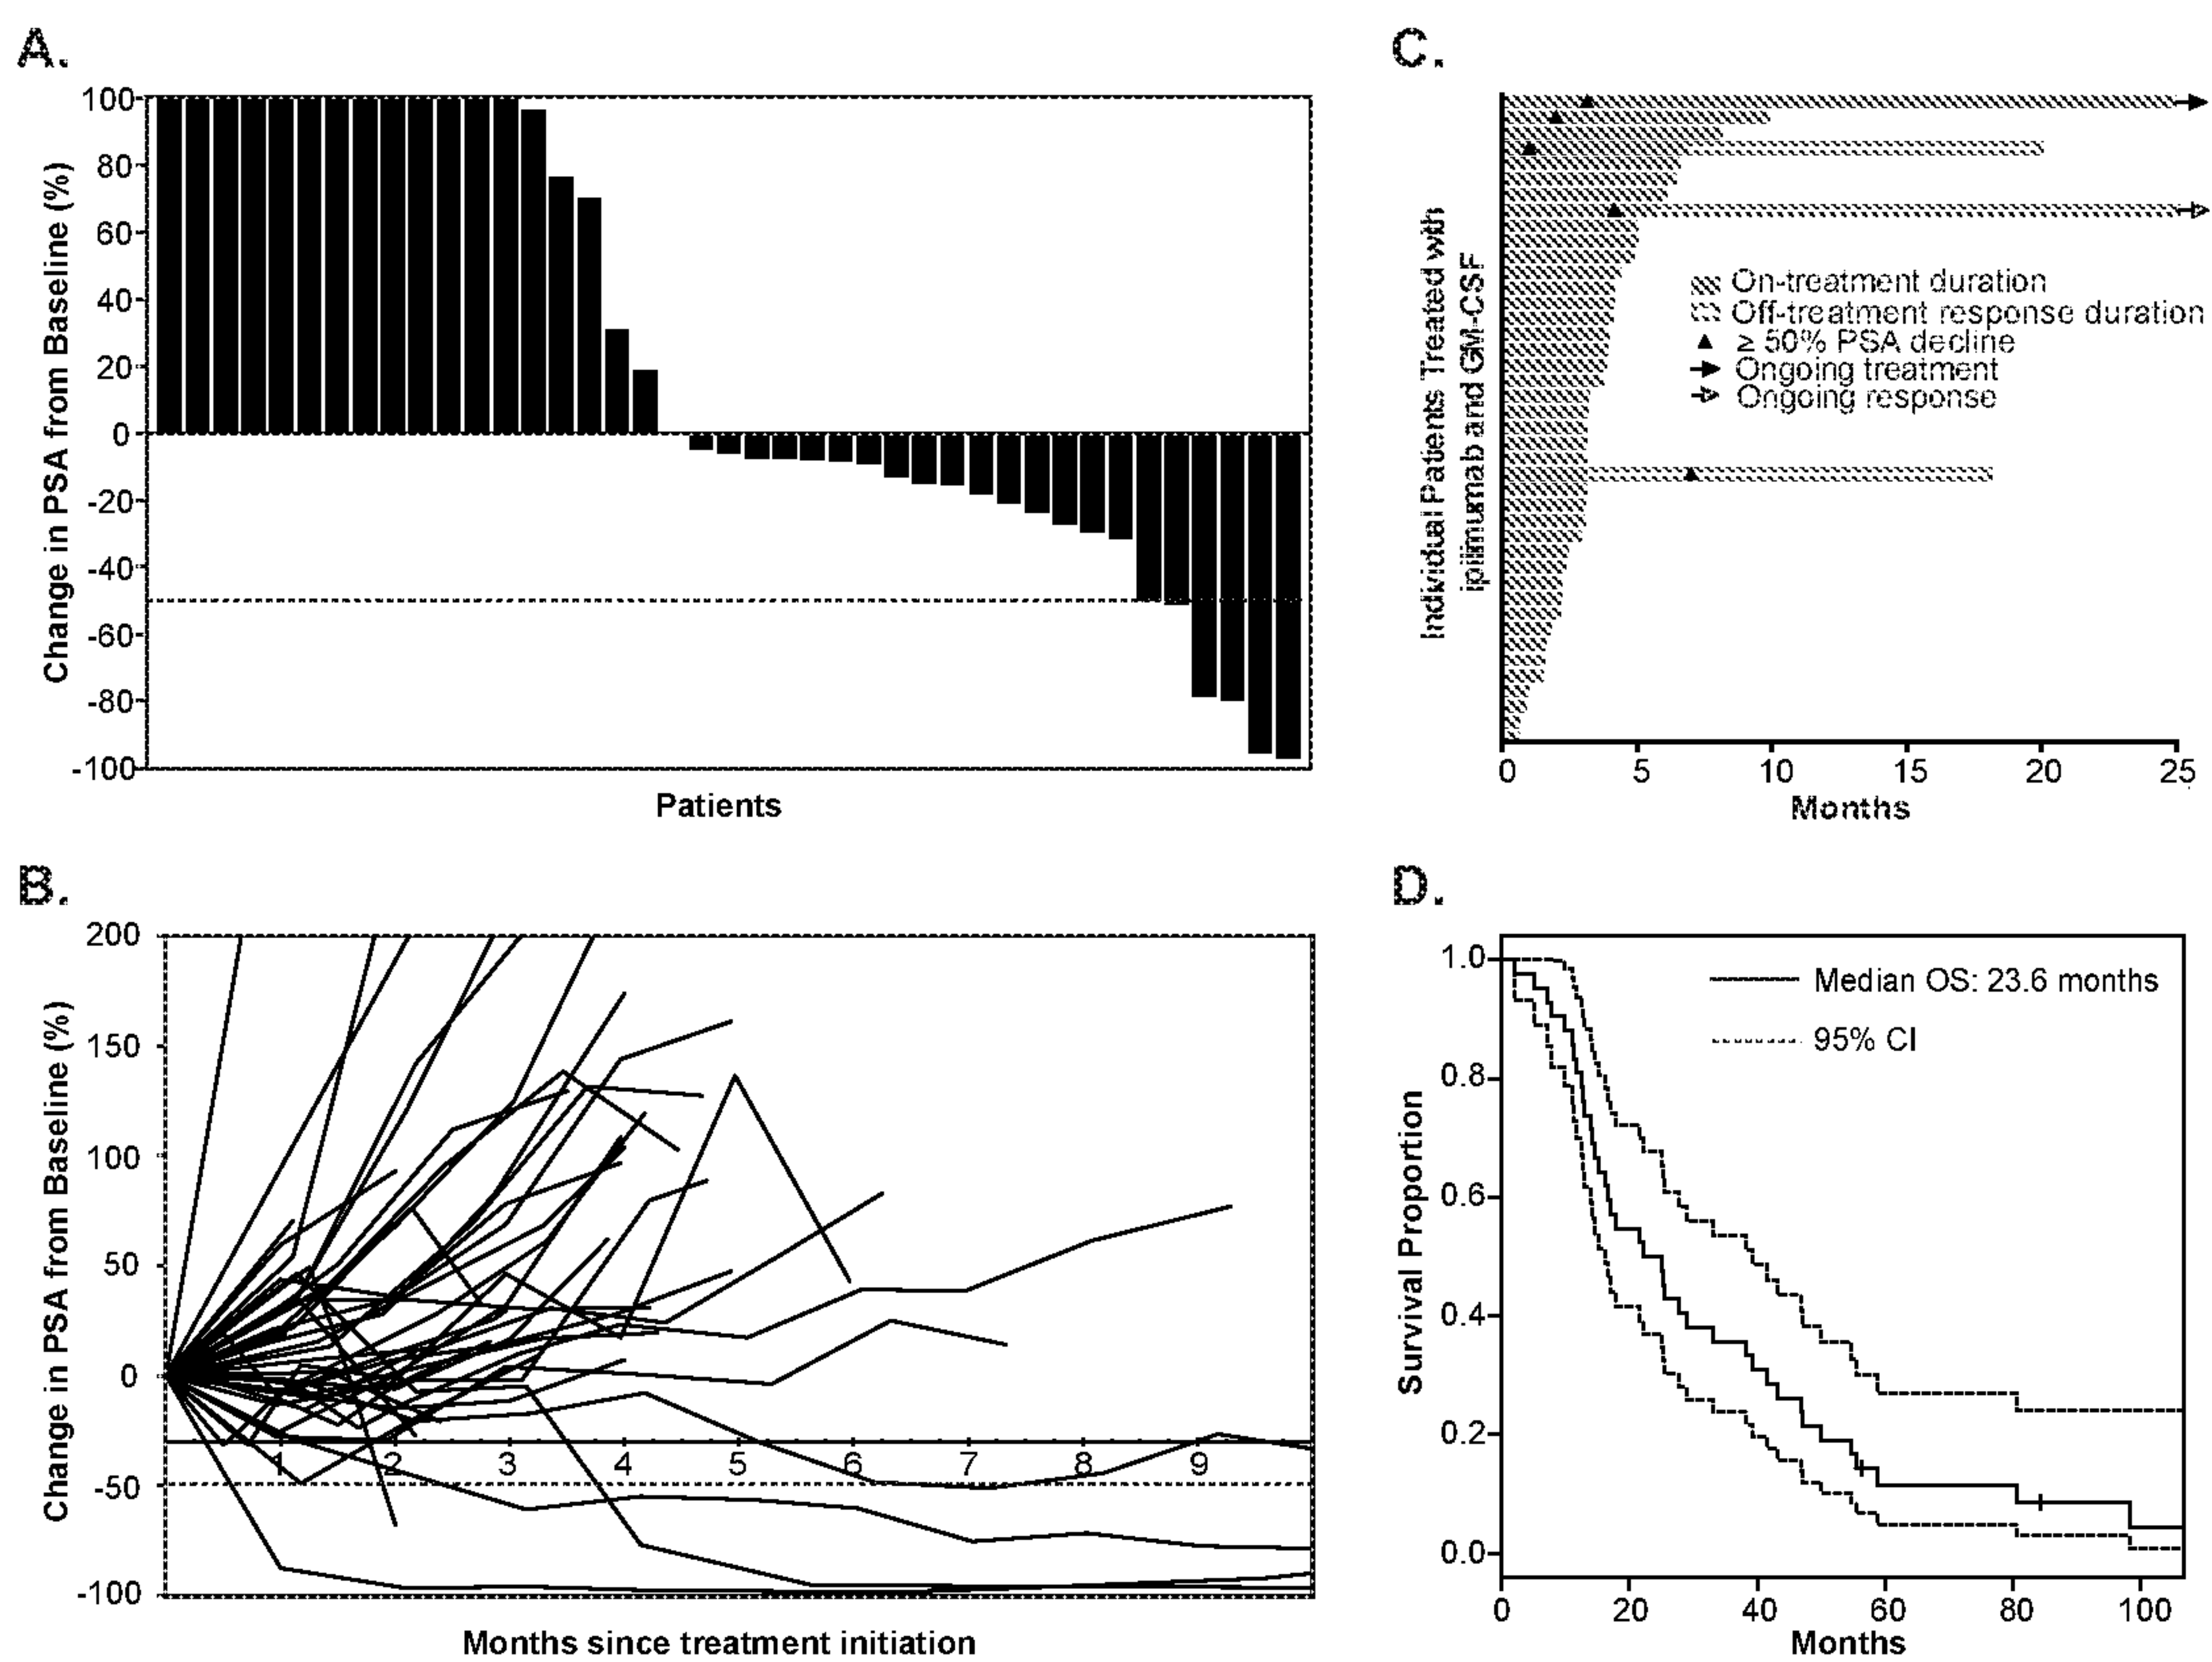 A.
100
80
60
40
20
0
-20
-40
-60
-80
-100
Change in PSA from Baseline (%)
Patients
B.
200
150
100
50
0
-50
-100
1 2 3 4 5 6 7 8 9
Change in PSA from Baseline (%)
Months since treatment initiation
C.
Individual Patients Treated with
ipilimumab and GM-CSF
On-treatment duration
Off-treatment response duration
▲ ≥ 50% PSA decline
Ongoing treatment
Ongoing response
0 5 10 15 20 25
Months
D.
1.0
0.8
0.6
0.4
0.2
0.0
Survival Proportion
Median OS: 23.6 months
95% CI
0 20 40 60 80 100
Months